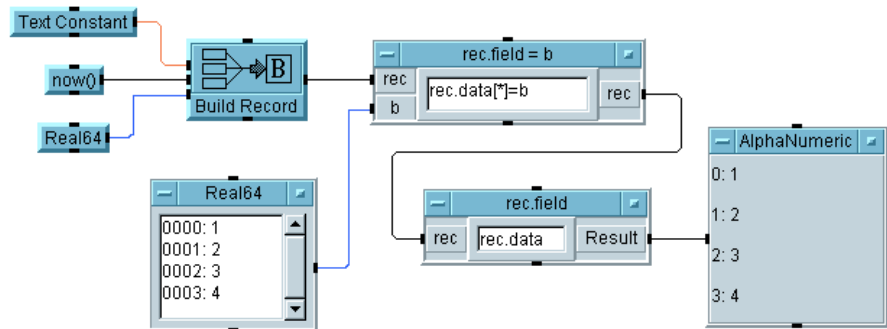 Text Constant
now()
Real64
B
Build Record
rec.field = b
rec
b
rec.data[*]=b
rec
Real64
0000: 1
0001: 2
0002: 3
0003: 4
rec.field
rec
rec.data
Result
AlphaNumeric
0: 1
1: 2
2: 3
3: 4